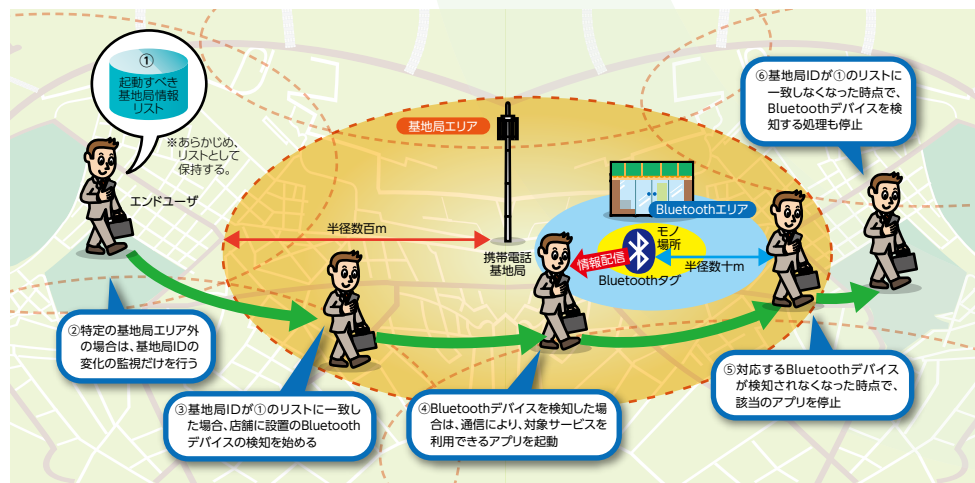 ①
起動すべき
基地局情報
リスト
※あらかじめ、
リストとして
保持する。
エンドユーザ
基地局エリア
半径数百m
携帯電話
基地局
Bluetoothエリア
モノ
場所
情報配信
Bluetoothタグ
半径数十m
②特定の基地局エリア外
の場合は、基地局IDの
変化の監視だけを行う
③基地局IDが①のリストに一致し
た場合、店舗に設置のBluetooth
デバイスの検知を始める
④Bluetoothデバイスを検知した場
合は、通信により、対象サービスを
利用できるアプリを起動
⑤対応するBluetoothデバイス
が検知されなくなった時点で、
該当のアプリを停止
⑥基地局IDが①のリストに
一致しなくなった時点で、
Bluetoothデバイスを検
知する処理も停止